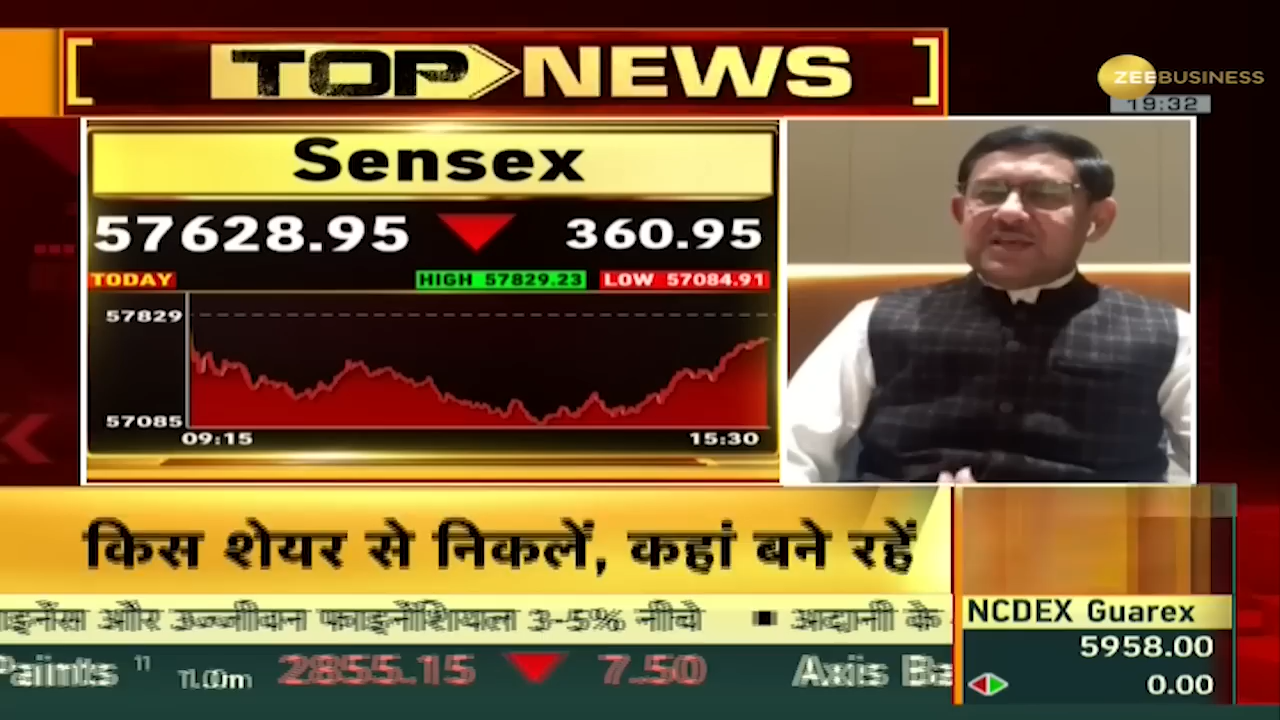 TOP NEWS
ZEEBUSINESS
19:32
Sensex
57628.95 360.95
TODAY HIGH 57829.23 LOW 57084.91
57829
57085
09:15 15:30
किस शेयर से निकलें, कहां बने रहें
और उज्जीवन फाइनेंशियल 3-5% नीचे ■ अदानी के
NCDEX Guarex
5958.00
0.00
Paints 11 2855.15 7.50 Axis Ba